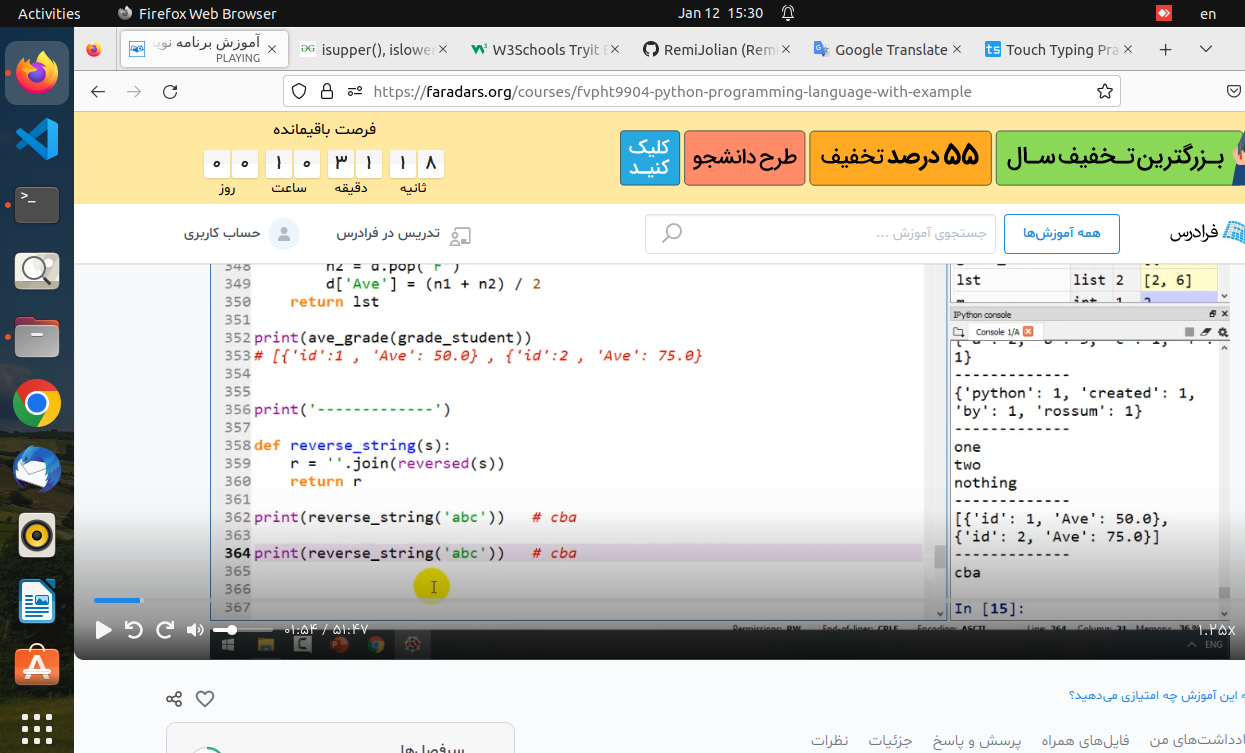 Activities
Firefox Web Browser
Jan 12 15:30
en
آموزش برنامه نوی
PLAYING
isupper(), islower
W3Schools Tryit E
RemiJolian (Remi
Google Translate
Touch Typing Pra
https://faradars.org/courses/fvpht9904-python-programming-language-with-example
فرصت باقیمانده
۰ ۰ ۱ ۰ ۳ ۱ ۱ ۸
روز ساعت دقیقه ثانیه
بزرگترین تخفیف سال
۵۵ درصد تخفیف
طرح دانشجو
کلیک کنید
فرادرس
همه آموزش‌ها
جستجوی آموزش ...
تدریس در فرادرس
حساب کاربری
348 n2 = d.pop('F')
349 d['Ave'] = (n1 + n2) / 2
350 return lst
351
352 print(ave_grade(grade_student))
353 # [{'id':1 , 'Ave': 50.0} , {'id':2 , 'Ave': 75.0}
354
355
356 print('-------------')
357
358 def reverse_string(s):
359 r = ''.join(reversed(s))
360 return r
361
362 print(reverse_string('abc')) # cba
363
364 print(reverse_string('abc')) # cba
365
366
367
lst list 2 [2, 6]
IPython console
Console 1/A
1}
-------------
{'python': 1, 'created': 1,
'by': 1, 'rossum': 1}
-------------
one
two
nothing
-------------
[{'id': 1, 'Ave': 50.0},
{'id': 2, 'Ave': 75.0}]
-------------
cba
In [15]:
۰۱:۵۴ / ۵۱:۴۷
Permissions: RW End-of-lines: CRLF Encoding: ASCII Line: 364 Column: 21 Memory: 36 %
۱.۲۵x
ENG
به این آموزش چه امتیازی می‌دهید؟
سرفصل‌ها
یادداشت‌های من
فایل‌های همراه
پرسش و پاسخ
جزئیات
نظرات